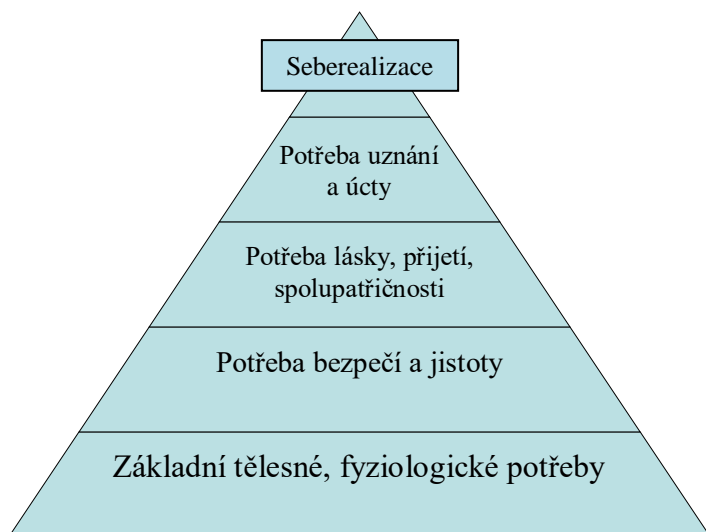 Seberealizace
Potřeba uznání
a úcty
Potřeba lásky, přijetí,
spolupatřičnosti
Potřeba bezpečí a jistoty
Základní tělesné, fyziologické potřeby